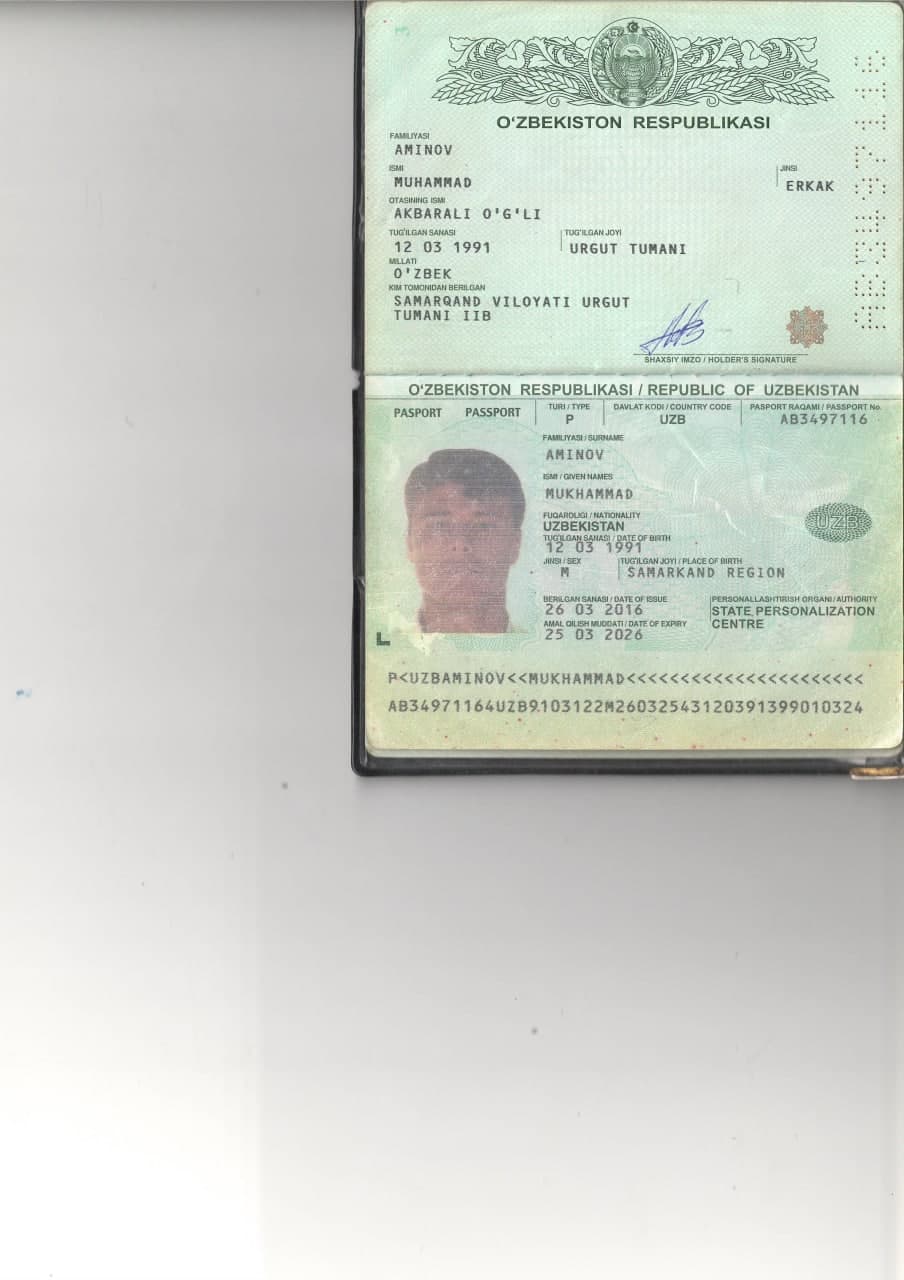 O'ZBEKISTON RESPUBLIKASI
FAMILIYASI
AMINOV
ISMI
MUHAMMAD
JINSI
ERKAK
OTASINING ISMI
AKBARALI O'G'LI
TUG'ILGAN SANASI
12 03 1991
TUG'ILGAN JOYI
URGUT TUMANI
MILLATI
O'ZBEK
KIM TOMONIDAN BERILGAN
SAMARQAND VILOYATI URGUT
TUMANI IIB
SHAXSIY IMZO / HOLDER'S SIGNATURE
O'ZBEKISTON RESPUBLIKASI / REPUBLIC OF UZBEKISTAN
PASPORT PASSPORT
TURI / TYPE
P
DAVLAT KODI / COUNTRY CODE
UZB
PASPORT RAQAMI / PASSPORT No.
AB3497116
FAMILIYASI / SURNAME
AMINOV
ISMI / GIVEN NAMES
MUKHAMMAD
FUQAROLIGI / NATIONALITY
UZBEKISTAN
UZB
TUG'ILGAN SANASI / DATE OF BIRTH
12 03 1991
JINSI / SEX
M
TUG'ILGAN JOYI / PLACE OF BIRTH
SAMARKAND REGION
BERILGAN SANASI / DATE OF ISSUE
26 03 2016
PERSONALLASHTIRISH ORGANI / AUTHORITY
STATE PERSONALIZATION
CENTRE
AMAL QILISH MUDDATI / DATE OF EXPIRY
25 03 2026
P<UZBAMINOV<<MUKHAMMAD<<<<<<<<<<<<<<<<<<<<<<
AB34971164UZB9103122M26032543120391399010324